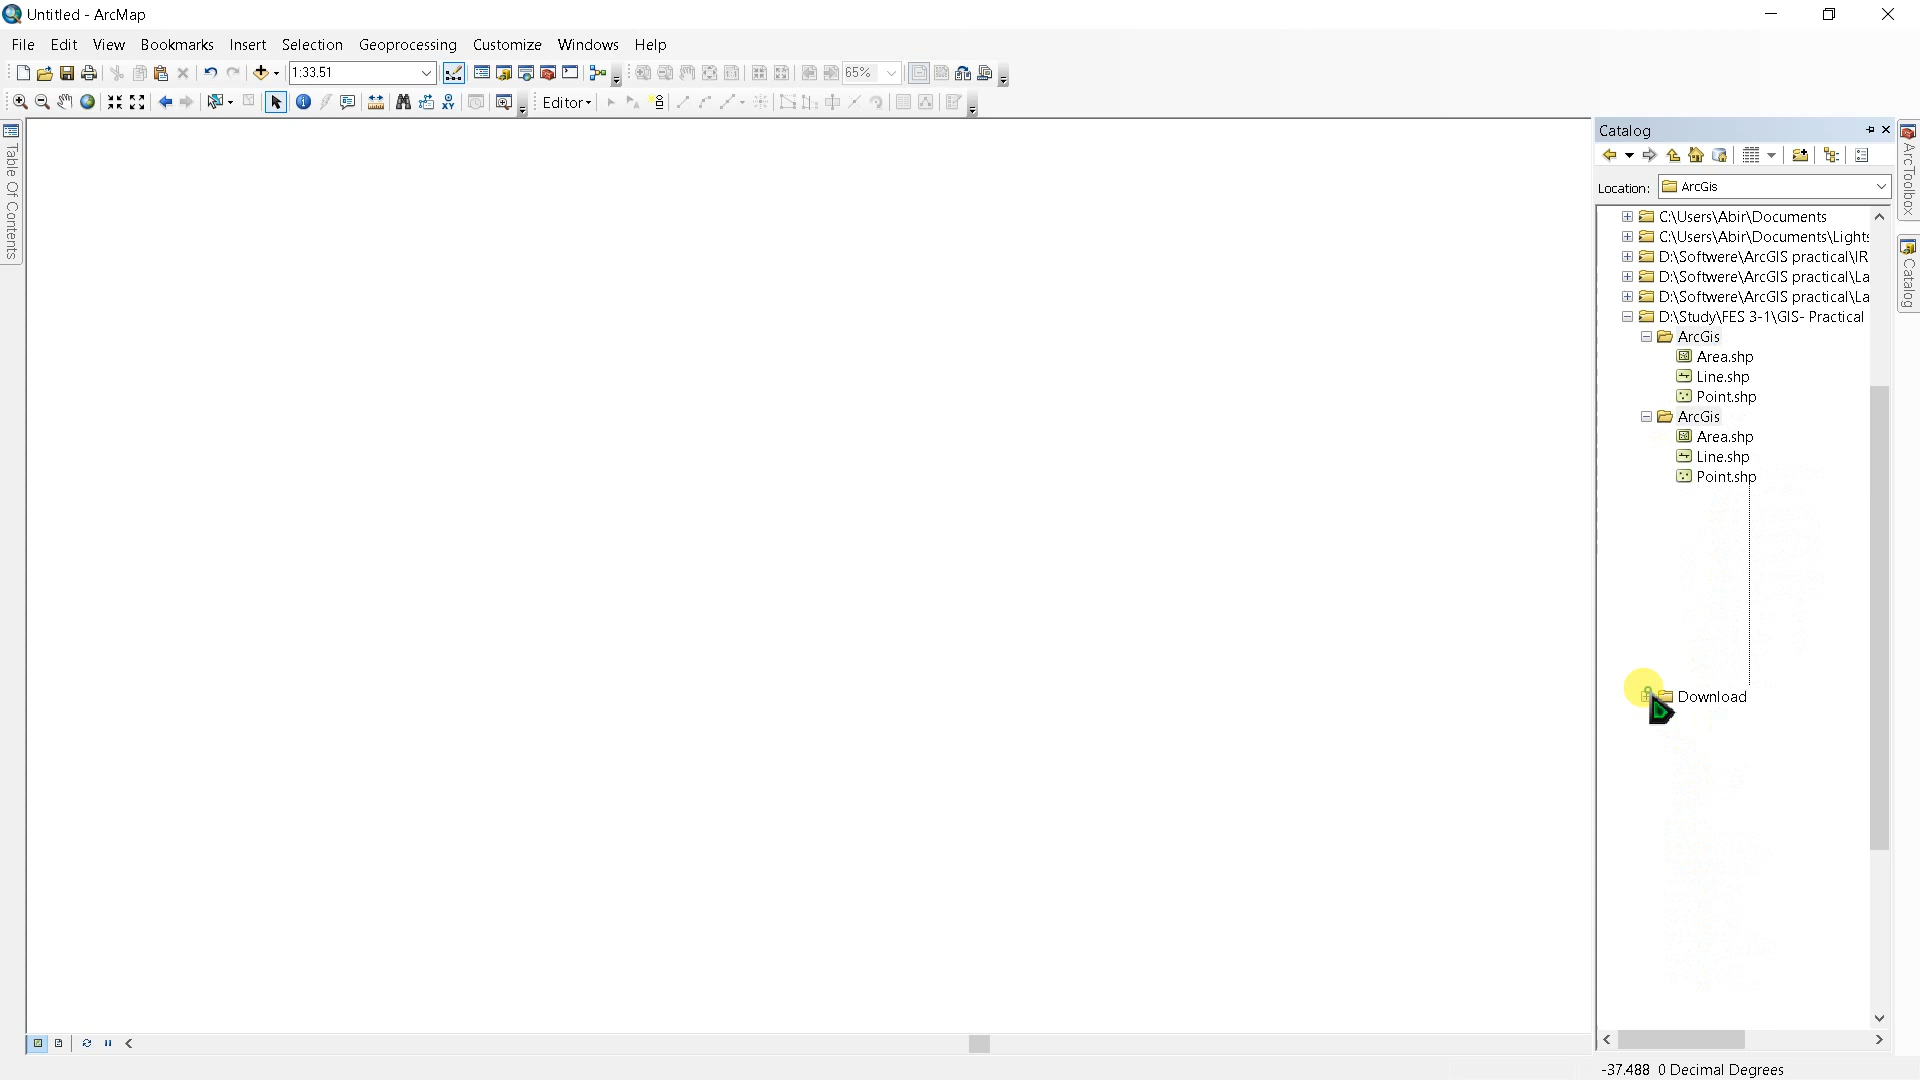 Untitled - ArcMap
File Edit View Bookmarks Insert Selection Geoprocessing Customize Windows Help
1:33.51 65%
Editor
Table Of Contents
Catalog
Location: ArcGis
C:\Users\Abir\Documents
C:\Users\Abir\Documents\Lights
D:\Softwere\ArcGIS practical\IR
D:\Softwere\ArcGIS practical\La
D:\Softwere\ArcGIS practical\La
D:\Study\FES 3-1\GIS- Practical
ArcGis
Area.shp
Line.shp
Point.shp
ArcGis
Area.shp
Line.shp
Point.shp
Download
ArcToolbox
Catalog
-37.488 0 Decimal Degrees